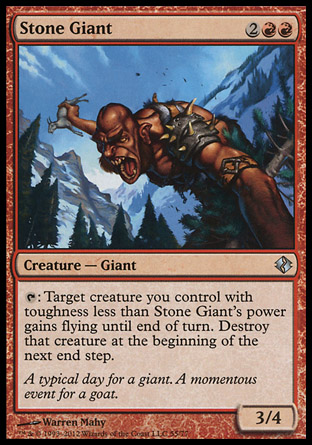 Stone Giant 2
Creature — Giant
: Target creature you control with
toughness less than Stone Giant's power
gains flying until end of turn. Destroy
that creature at the beginning of the
next end step.
A typical day for a giant. A momentous
event for a goat.
Warren Mahy
3/4